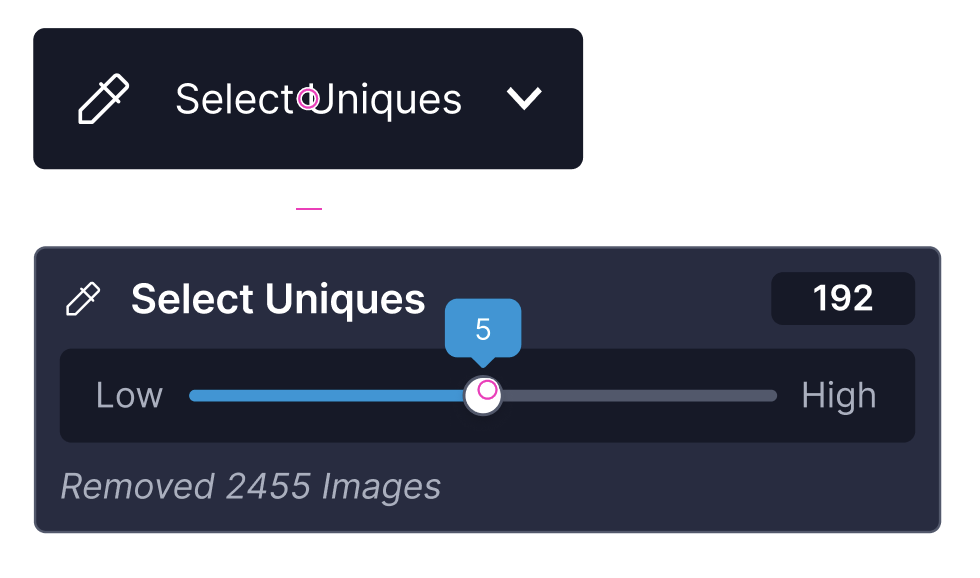 Select Uniques
Select Uniques
192
5
Low
High
Removed 2455 Images